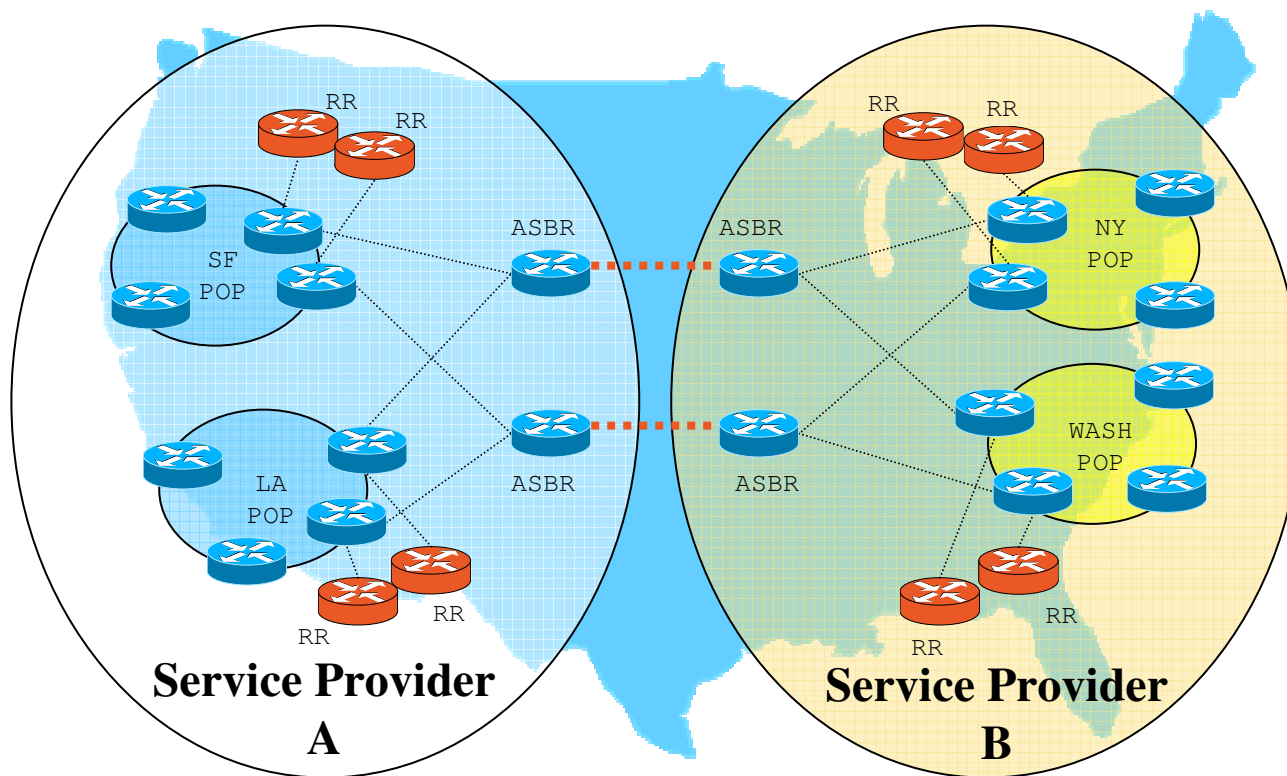 RR
RR
RR
RR
ASBR
ASBR
SF
POP
NY
POP
LA
POP
ASBR
ASBR
WASH
POP
RR
RR
RR
RR
Service Provider
A
Service Provider
B